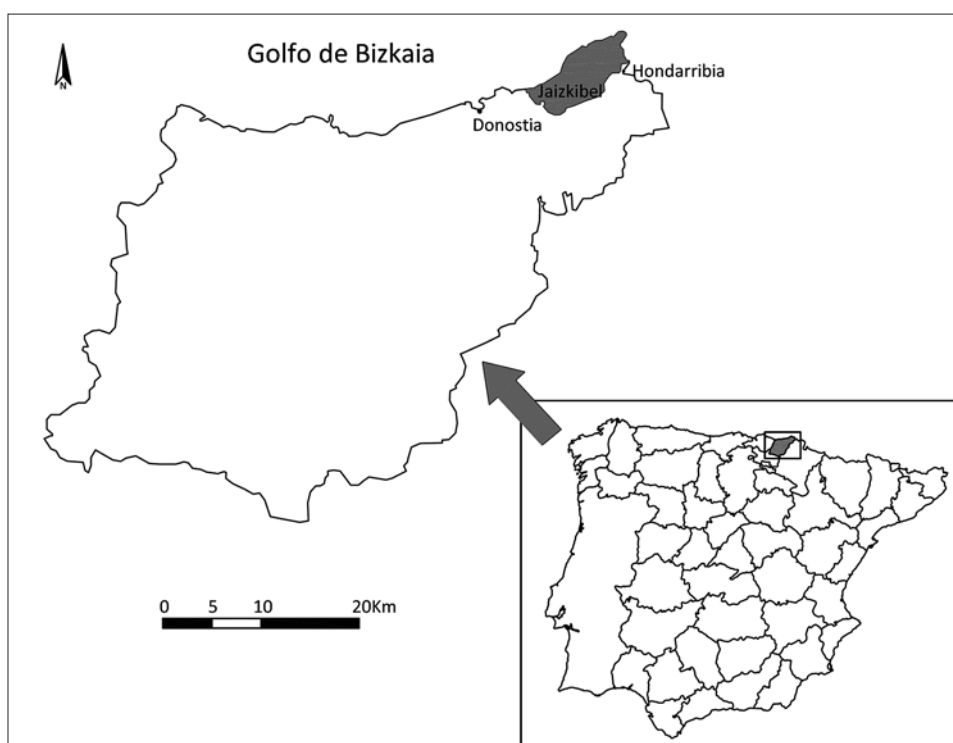 Golfo de Bizkaia
N
Hondarribia
Jaizkibel
Donostia
0 5 10 20Km